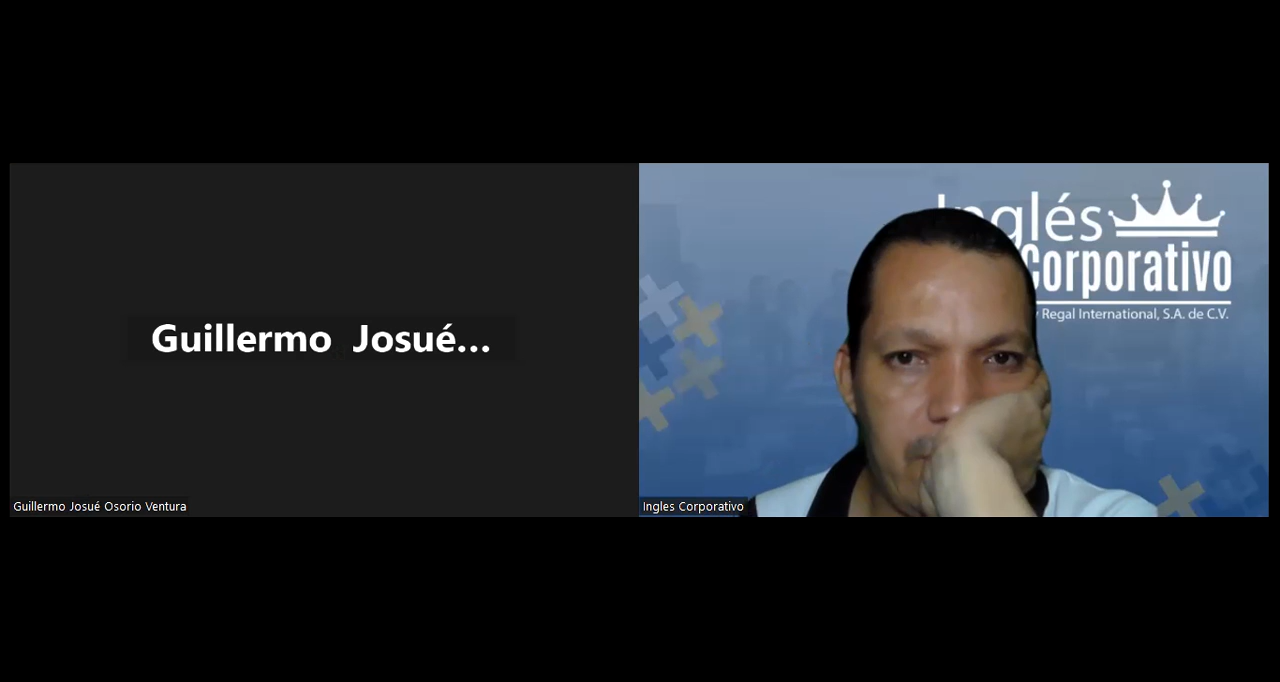 Guillermo Josué...
Guillermo Josué Osorio Ventura
Inglés
Corporativo
y Regal International, S.A. de C.V.
Ingles Corporativo